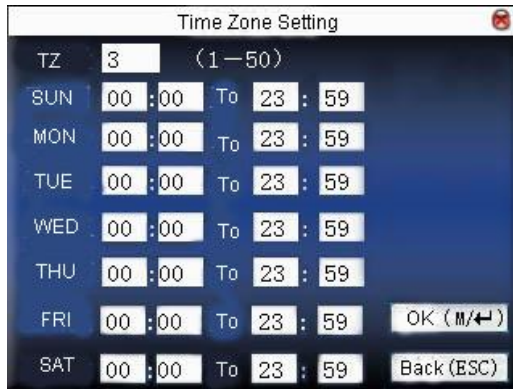 Time Zone Setting
TZ 3 (1—50)
SUN 00:00 To 23:59
MON 00:00 To 23:59
TUE 00:00 To 23:59
WED 00:00 To 23:59
THU 00:00 To 23:59
FRI 00:00 To 23:59 OK (M/↵)
SAT 00:00 To 23:59 Back(ESC)